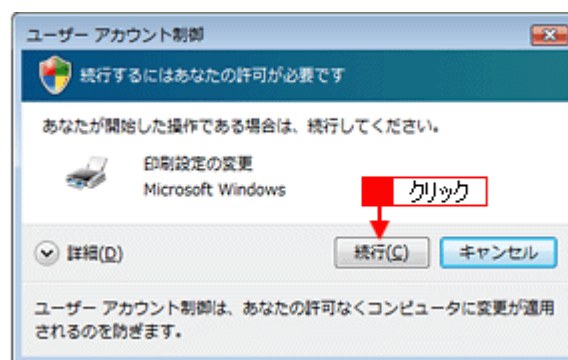 ユーザー アカウント制御
続行するにはあなたの許可が必要です
あなたが開始した操作である場合は、続行してください。
印刷設定の変更
Microsoft Windows
クリック
詳細(D)
続行(C)
キャンセル
ユーザー アカウント制御は、あなたの許可なくコンピュータに変更が適用
されるのを防ぎます。